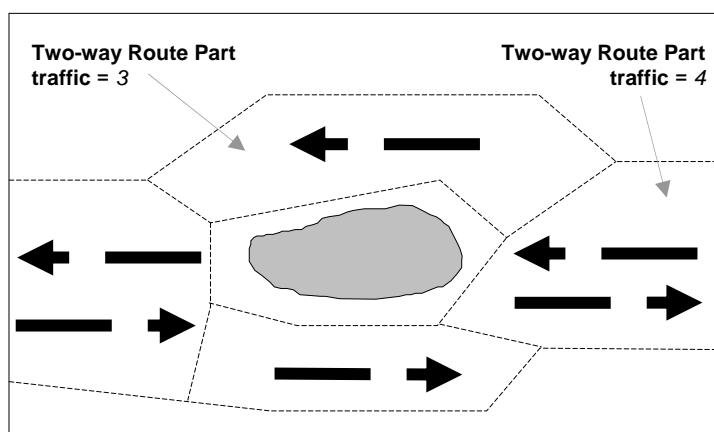 Two-way Route Part
traffic = 3
Two-way Route Part
traffic = 4